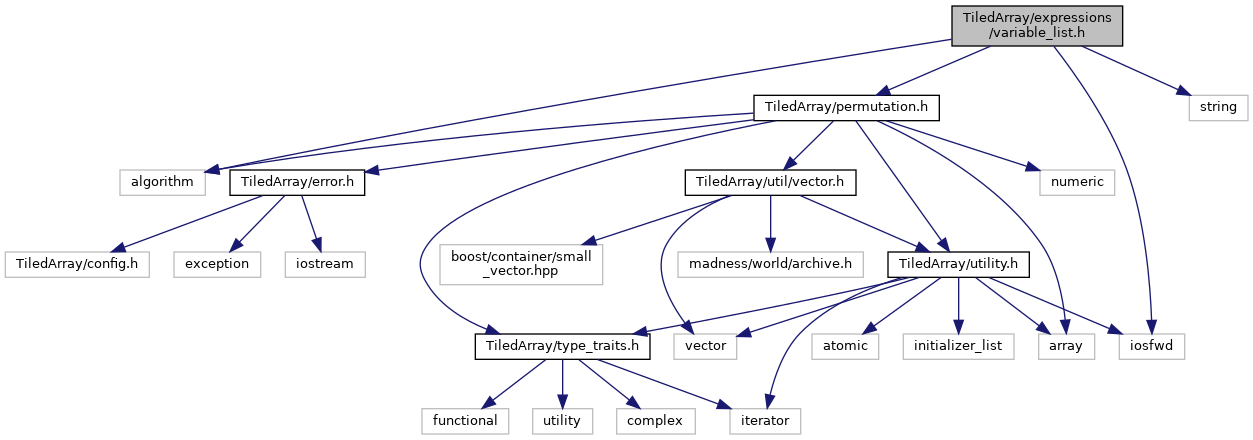 TiledArray/expressions
/variable_list.h
TiledArray/permutation.h
string
algorithm
TiledArray/error.h
TiledArray/util/vector.h
numeric
TiledArray/config.h
exception
iostream
boost/container/small
_vector.hpp
madness/world/archive.h
TiledArray/utility.h
TiledArray/type_traits.h
vector
atomic
initializer_list
array
iosfwd
functional
utility
complex
iterator